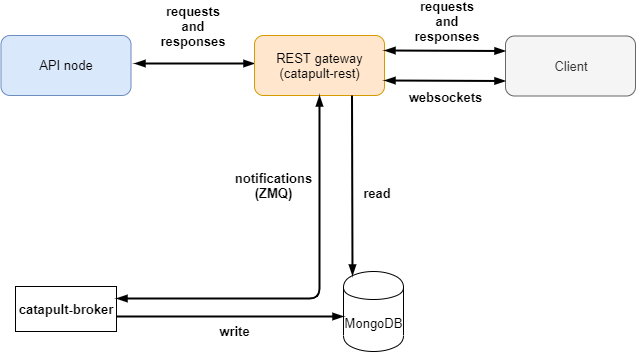 requests
and
responses
requests
and
responses
API node
REST gateway
(catapult-rest)
Client
websockets
notifications
(ZMQ)
read
catapult-broker
write
MongoDB